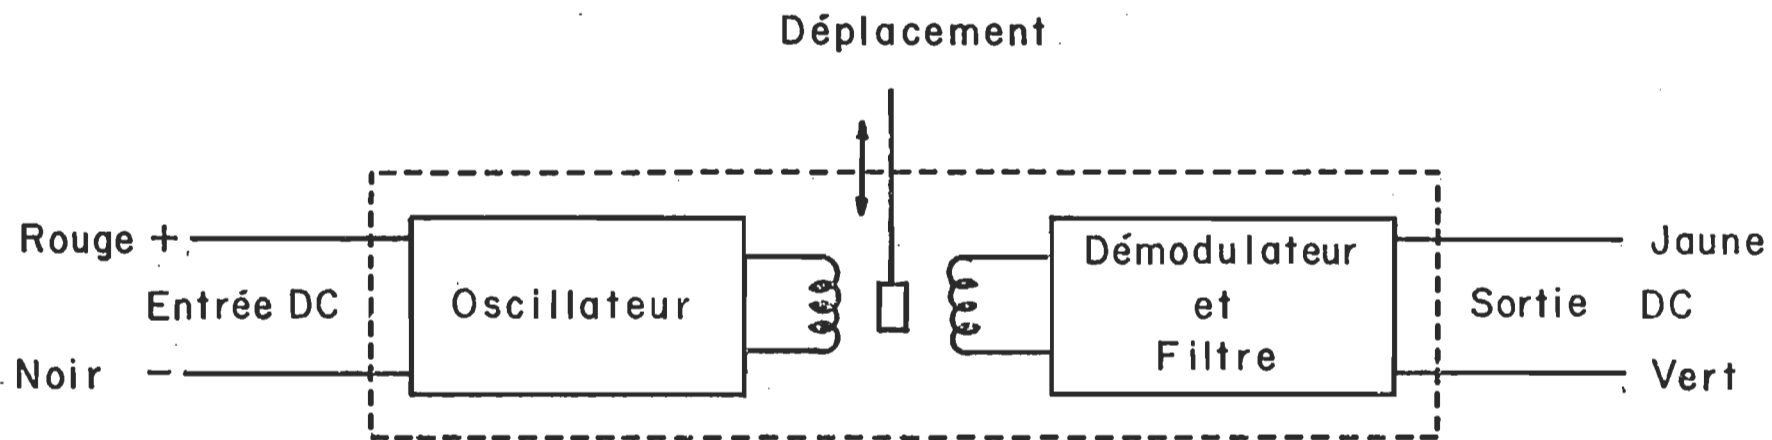 Déplacement
Rouge +
Entrée DC
Noir -
Oscillateur
Démodulateur
et
Filtre
Jaune
Sortie DC
Vert